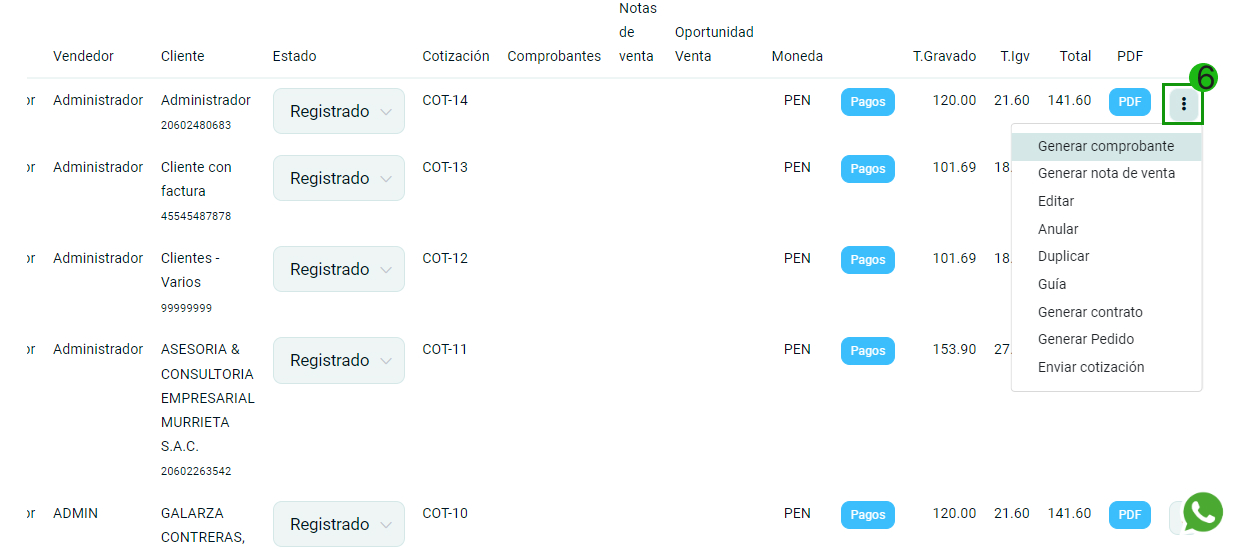 Vendedor Cliente Estado Cotización Comprobantes Notas de venta Oportunidad Venta Moneda T.Gravado T.Igv Total PDF
6
or Administrador Administrador Registrado COT-14 PEN Pagos 120.00 21.60 141.60 PDF
20602480683
Generar comprobante
Generar nota de venta
Editar
Anular
Duplicar
Guía
Generar contrato
Generar Pedido
Enviar cotización
or Administrador Cliente con Registrado COT-13 PEN Pagos 101.69 18.
factura
45545487878
or Administrador Clientes - Registrado COT-12 PEN Pagos 101.69 18.
Varios
99999999
or Administrador ASESORIA & Registrado COT-11 PEN Pagos 153.90 27.
CONSULTORIA
EMPRESARIAL
MURRIETA
S.A.C.
20602263542
or ADMIN GALARZA Registrado COT-10 PEN Pagos 120.00 21.60 141.60 PDF
CONTRERAS,